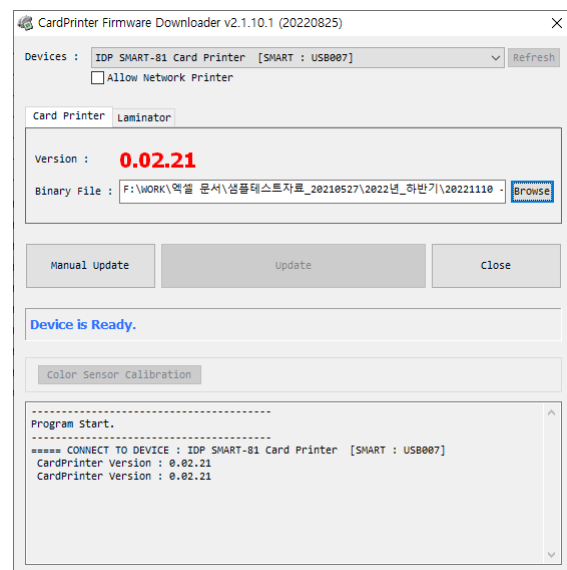 CardPrinter Firmware Downloader v2.1.10.1 (20220825)
Devices : IDP SMART-81 Card Printer [SMART : USB007] Refresh
Allow Network Printer
Card Printer Laminator
Version : 0.02.21
Binary File : F:\WORK\엑셀 문서\샘플테스트자료_20210527\2022년_하반기\20221110 - Browse
Manual Update Update Close
Device is Ready.
Color Sensor Calibration
----------------------------------------
Program Start.
----------------------------------------
===== CONNECT TO DEVICE : IDP SMART-81 Card Printer [SMART : USB007]
CardPrinter Version : 0.02.21
CardPrinter Version : 0.02.21